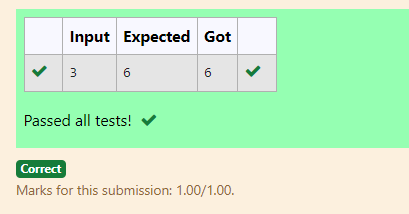 Input Expected Got
3 6 6
Passed all tests!
Correct
Marks for this submission: 1.00/1.00.